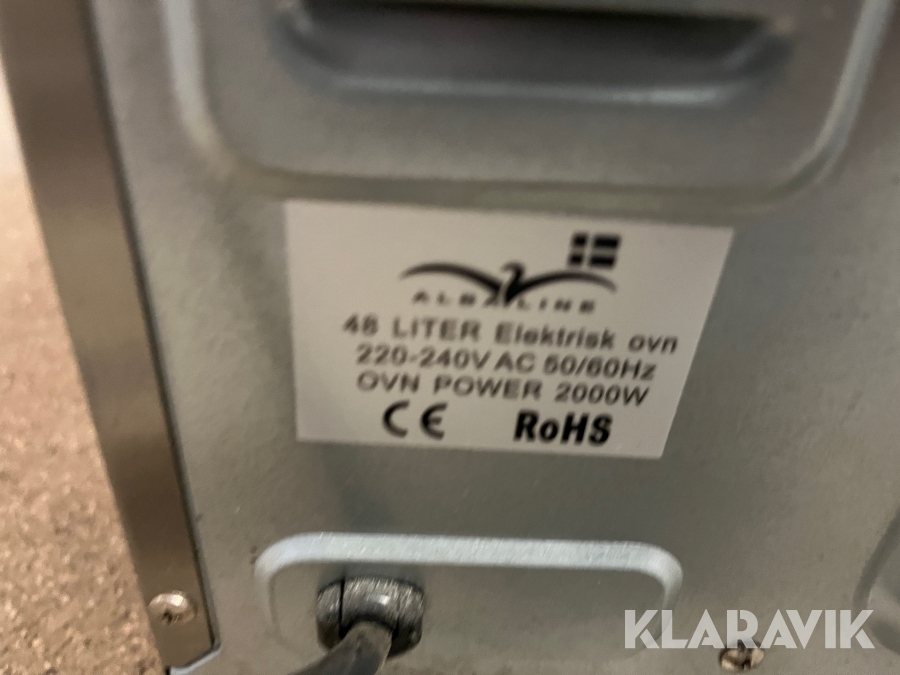 ALBALINE
48 LITER Elektrisk ovn
220-240V AC 50/60Hz
OVN POWER 2000W
CE RoHS
KLARAVIK